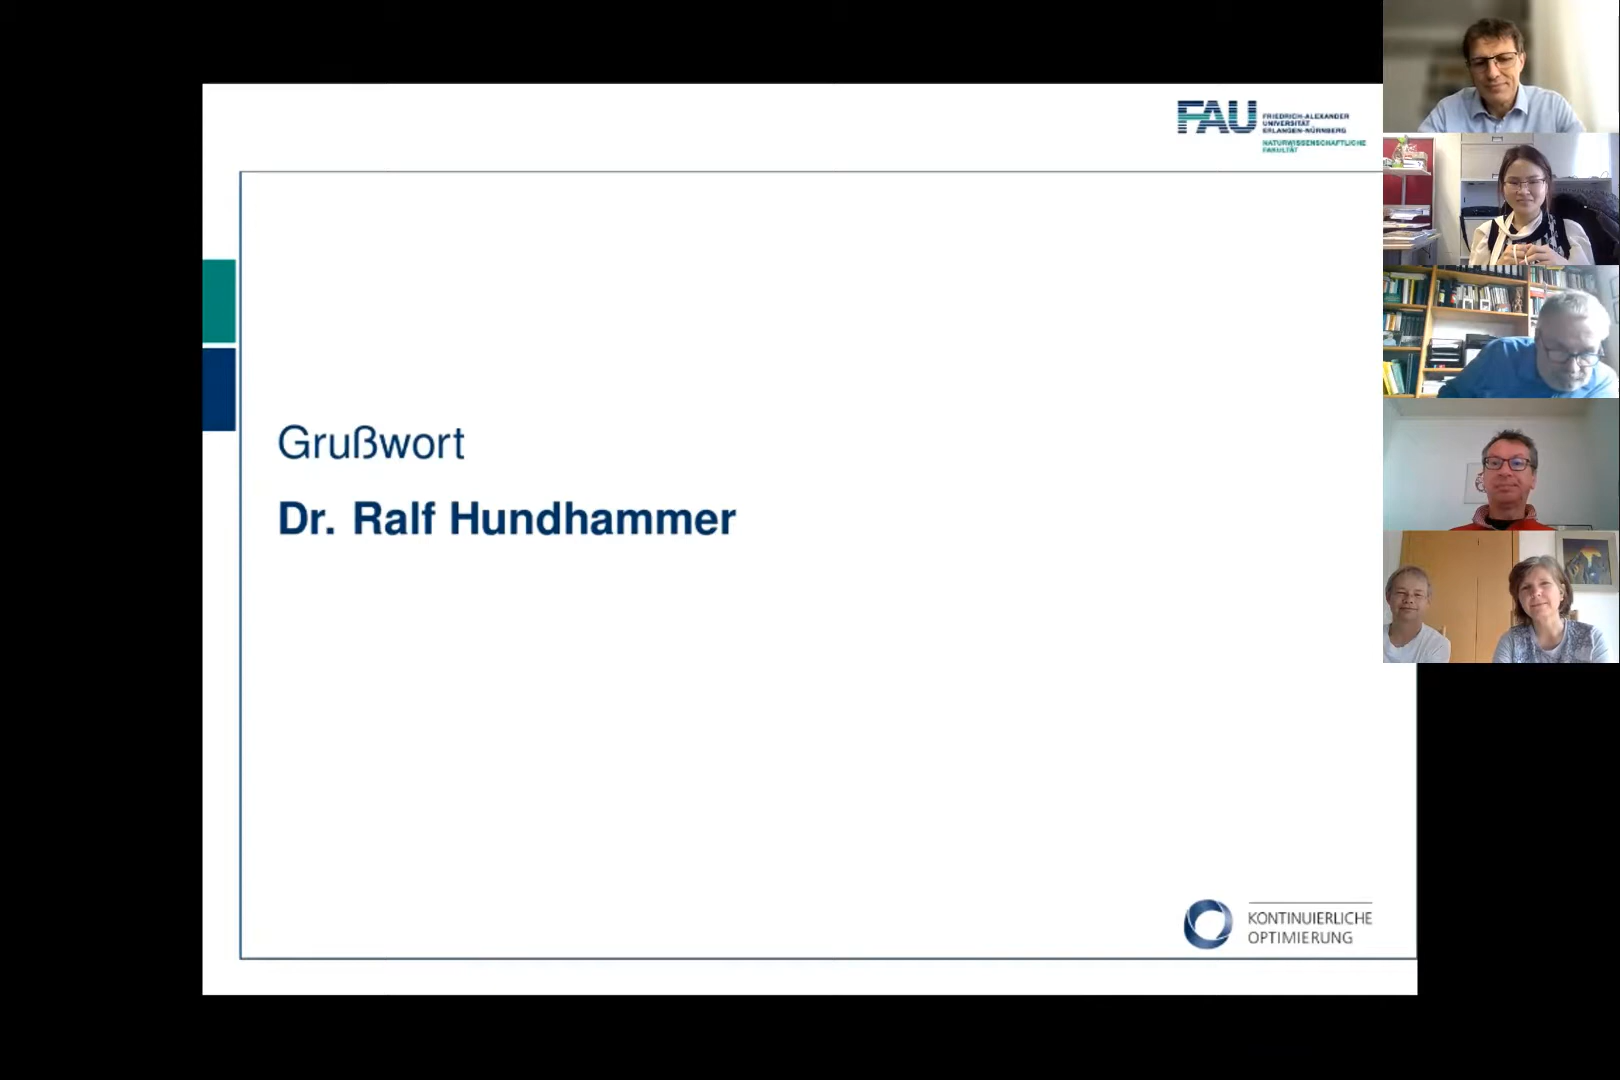 FAU
FRIEDRICH-ALEXANDER
UNIVERSITÄT
ERLANGEN-NÜRNBERG
NATURWISSENSCHAFTLICHE
FAKULTÄT
Grußwort
Dr. Ralf Hundhammer
KONTINUIERLICHE
OPTIMIERUNG